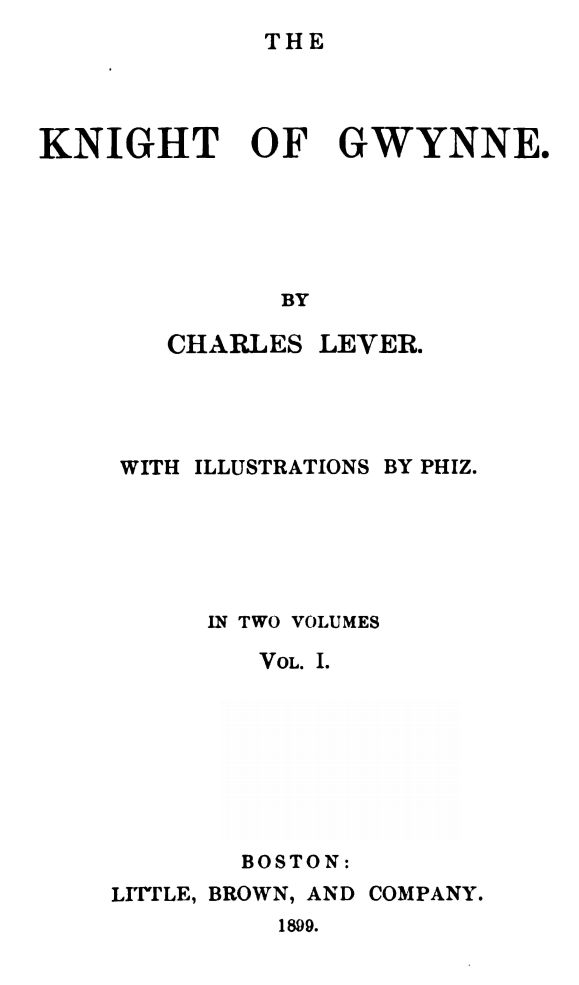 THE
KNIGHT OF GWYNNE.
BY
CHARLES LEVER.
WITH ILLUSTRATIONS BY PHIZ.
IN TWO VOLUMES
VOL. I.
BOSTON:
LITTLE, BROWN, AND COMPANY.
1899.